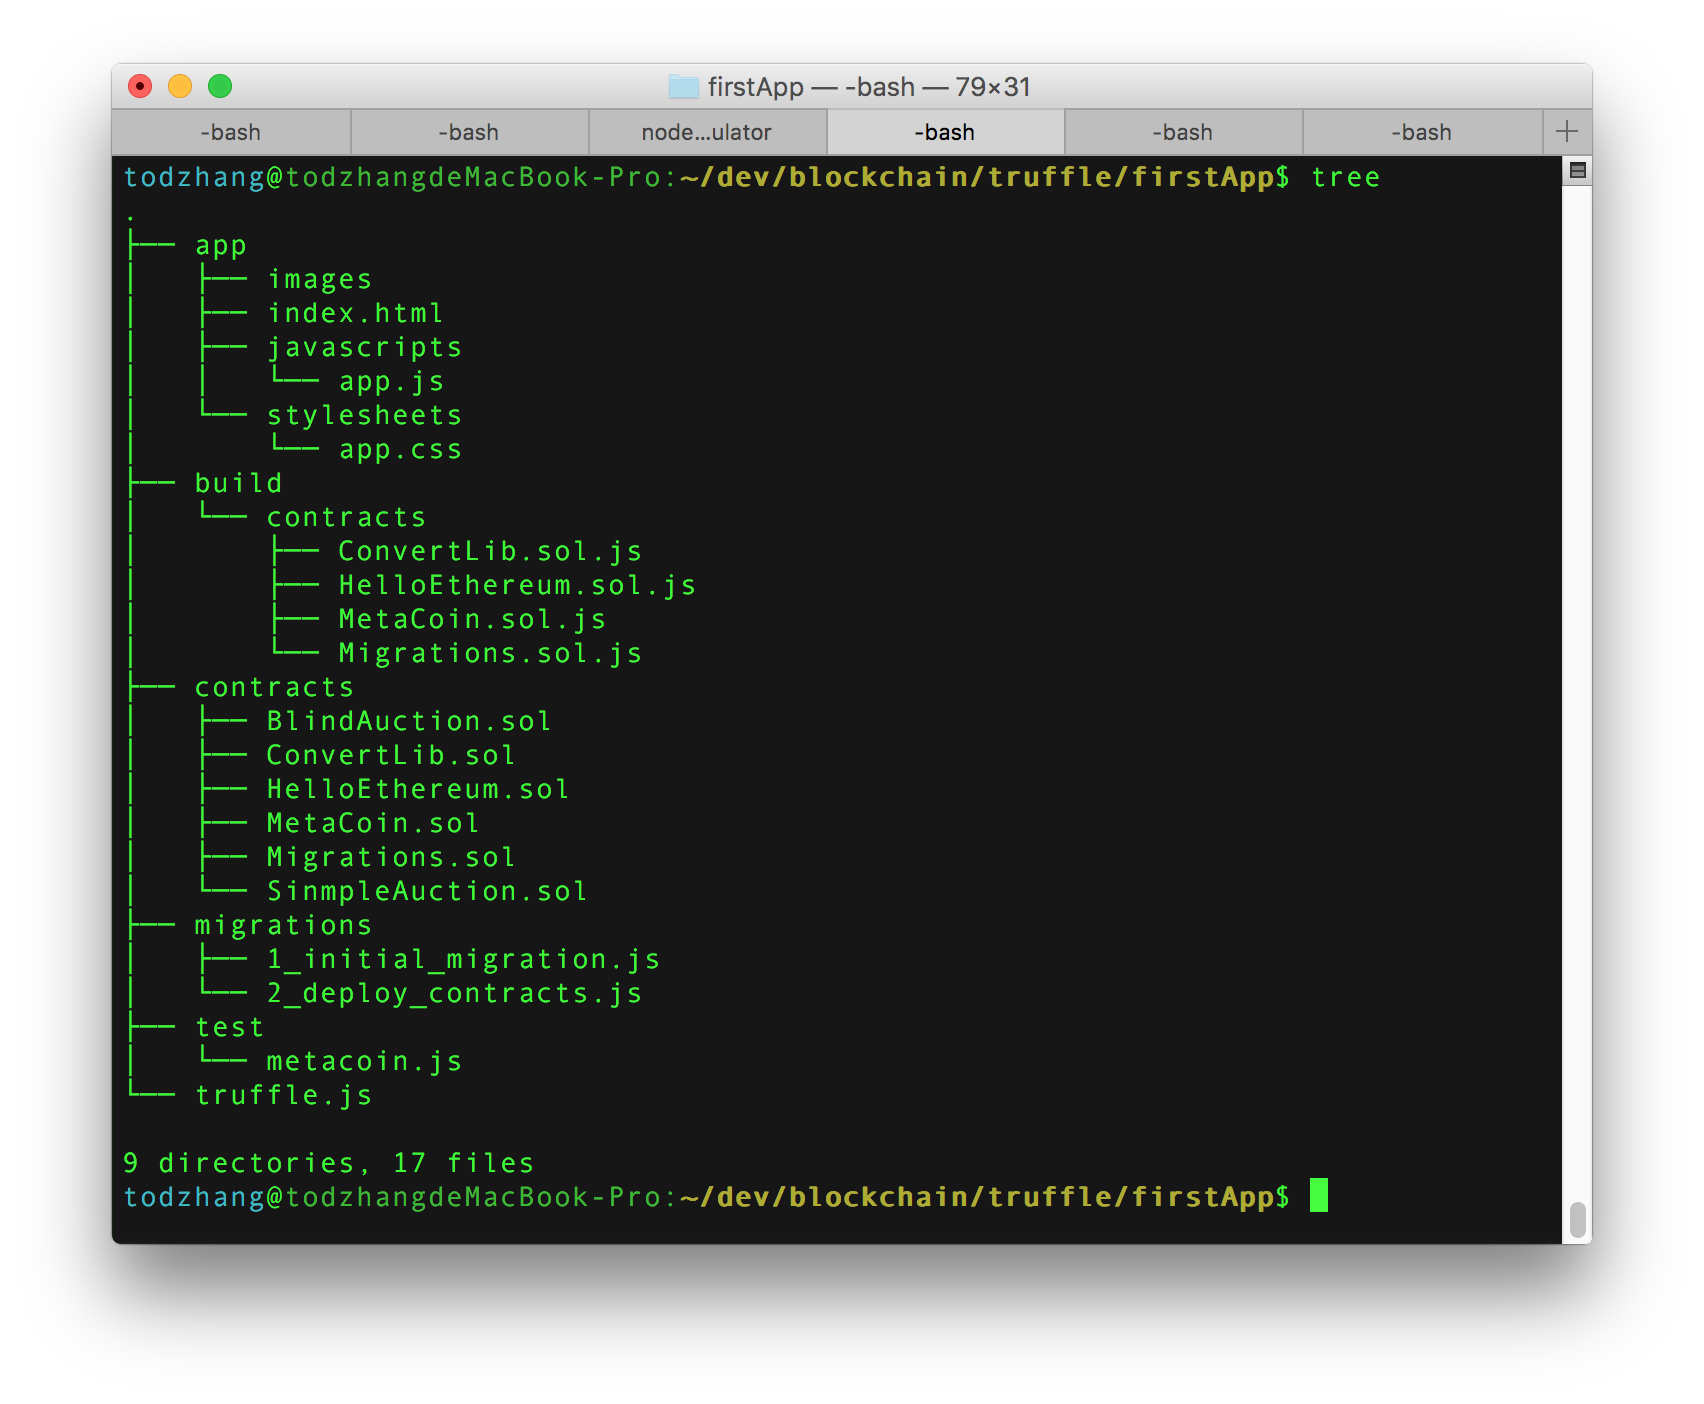 firstApp — -bash — 79×31
-bash -bash node...ulator -bash -bash -bash +
todzhang@todzhangdeMacBook-Pro:~/dev/blockchain/truffle/firstApp$ tree
.
├── app
│   ├── images
│   ├── index.html
│   ├── javascripts
│   │   └── app.js
│   └── stylesheets
│       └── app.css
├── build
│   └── contracts
│       ├── ConvertLib.sol.js
│       ├── HelloEthereum.sol.js
│       ├── MetaCoin.sol.js
│       └── Migrations.sol.js
├── contracts
│   ├── BlindAuction.sol
│   ├── ConvertLib.sol
│   ├── HelloEthereum.sol
│   ├── MetaCoin.sol
│   ├── Migrations.sol
│   └── SinmpleAuction.sol
├── migrations
│   ├── 1_initial_migration.js
│   └── 2_deploy_contracts.js
├── test
│   └── metacoin.js
└── truffle.js
9 directories, 17 files
todzhang@todzhangdeMacBook-Pro:~/dev/blockchain/truffle/firstApp$